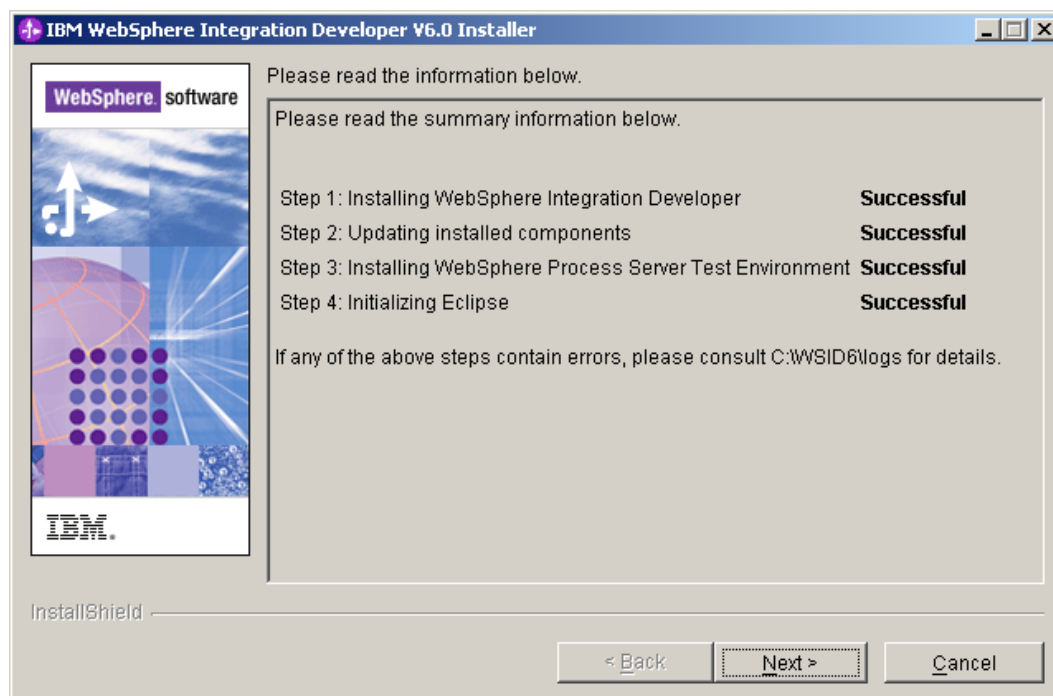 IBM WebSphere Integration Developer V6.0 Installer
WebSphere. software
Please read the information below.
Please read the summary information below.
Step 1: Installing WebSphere Integration Developer Successful
Step 2: Updating installed components Successful
Step 3: Installing WebSphere Process Server Test Environment Successful
Step 4: Initializing Eclipse Successful
If any of the above steps contain errors, please consult C:\WSID6\logs for details.
IBM.
InstallShield
< Back Next > Cancel